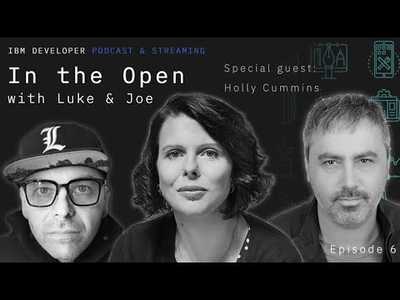 IBM DEVELOPER PODCAST & STREAMING
In the Open
with Luke & Joe
Special guest:
Holly Cummins
L
Episode 6